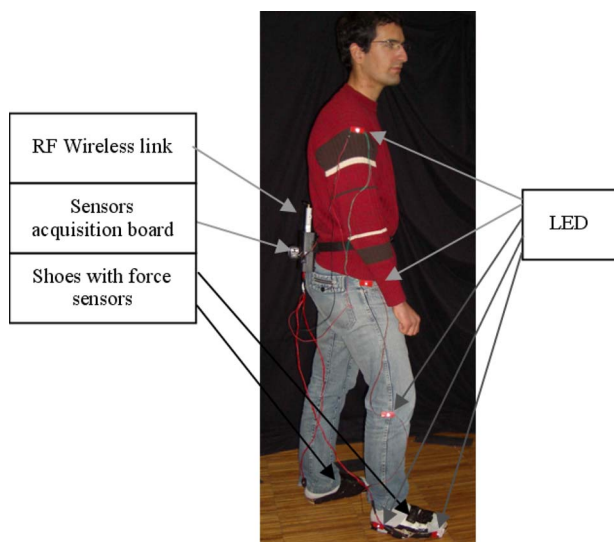 RF Wireless link
Sensors
acquisition board
Shoes with force
sensors
LED